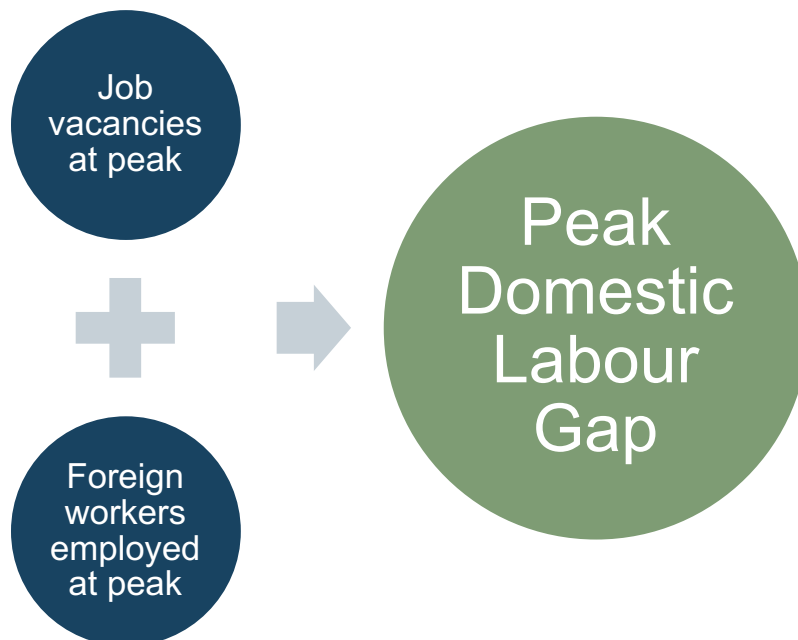 Job
vacancies
at peak
Foreign
workers
employed
at peak
Peak
Domestic
Labour
Gap